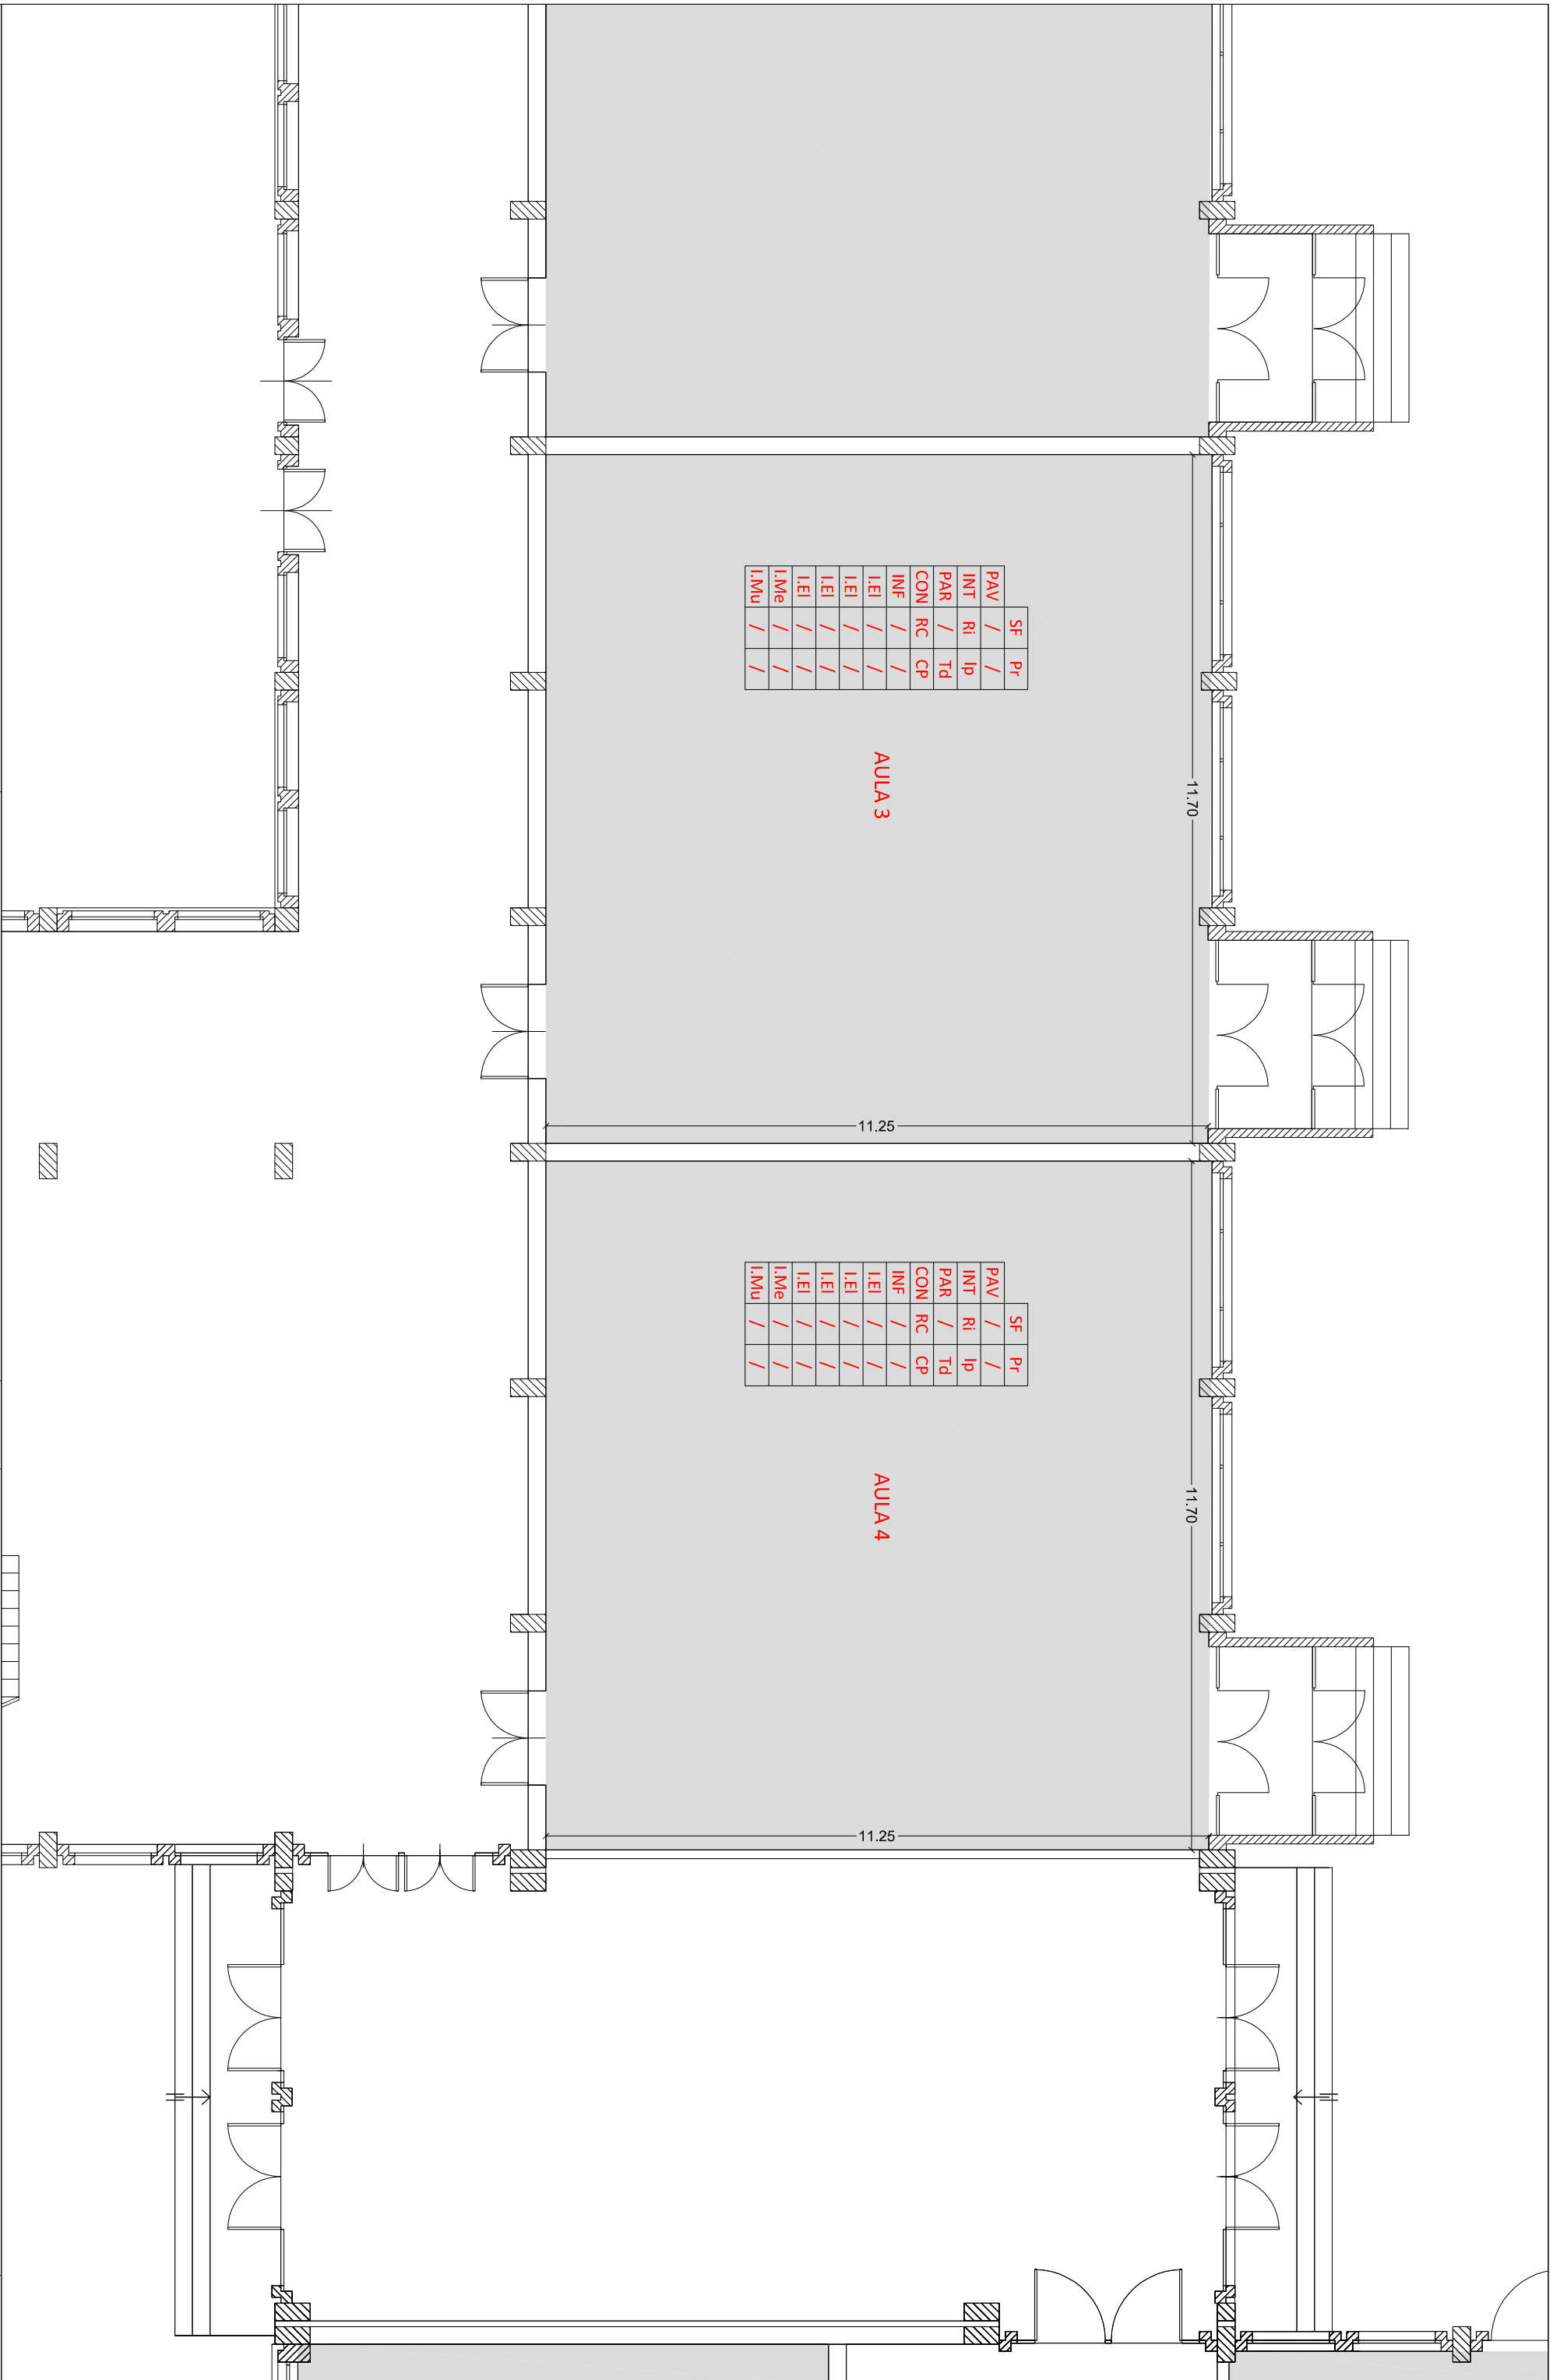 11.70
SF Pr
PAV / /
INT Ri Ip
PAR / Td
CON RC CP
INF / /
I.El / /
I.El / /
I.El / /
I.El / /
I.Me / /
I.Mu / /
AULA 3
11.25
11.70
SF Pr
PAV / /
INT Ri Ip
PAR / Td
CON RC CP
INF / /
I.El / /
I.El / /
I.El / /
I.El / /
I.Me / /
I.Mu / /
AULA 4
11.25